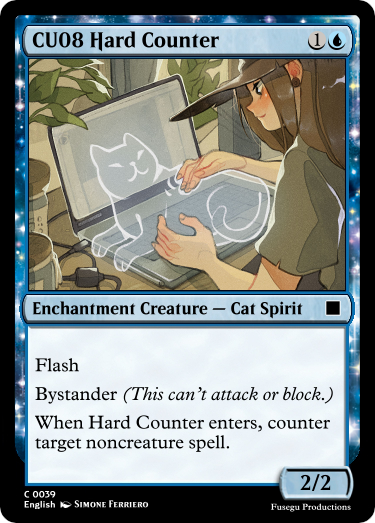 CU08 Hard Counter 1
Enchantment Creature — Cat Spirit
Flash
Bystander (This can't attack or block.)
When Hard Counter enters, counter
target noncreature spell.
2/2
C 0039
English Simone Ferriero
Fusegu Productions